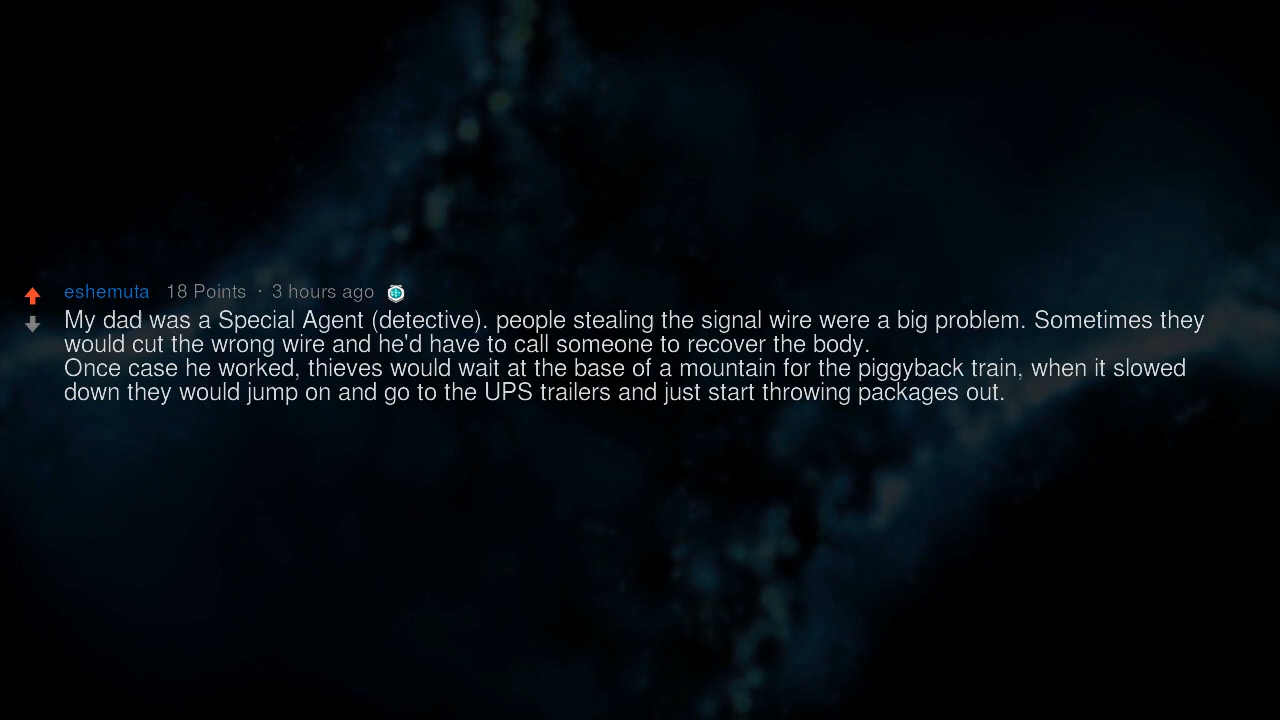 eshemuta 18 Points · 3 hours ago
My dad was a Special Agent (detective). people stealing the signal wire were a big problem. Sometimes they
would cut the wrong wire and he'd have to call someone to recover the body.
Once case he worked, thieves would wait at the base of a mountain for the piggyback train, when it slowed
down they would jump on and go to the UPS trailers and just start throwing packages out.